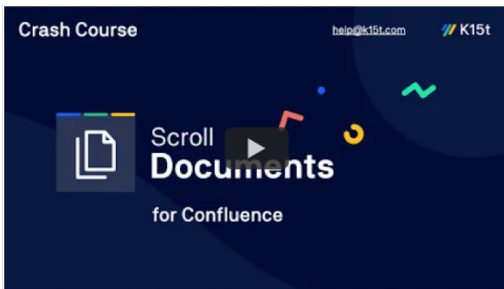 Crash Course
help@k15t.com
K15t
Scroll
Documents
for Confluence